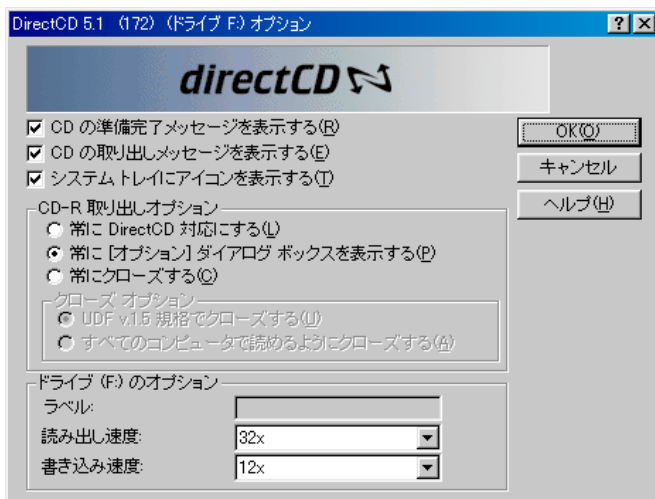 DirectCD 5.1 (172) (ドライブ F:) オプション
directCD
CD の準備完了メッセージを表示する(R)
CD の取り出しメッセージを表示する(E)
システム トレイにアイコンを表示する(T)
OK(O)
キャンセル
ヘルプ(H)
CD-R 取り出しオプション
常に DirectCD 対応にする(L)
常に [オプション] ダイアログ ボックスを表示する(P)
常にクローズする(C)
クローズ オプション
UDF v.1.5 規格でクローズする(U)
すべてのコンピュータで読めるようにクローズする(A)
ドライブ (F:) のオプション
ラベル:
読み出し速度:
32x
書き込み速度:
12x